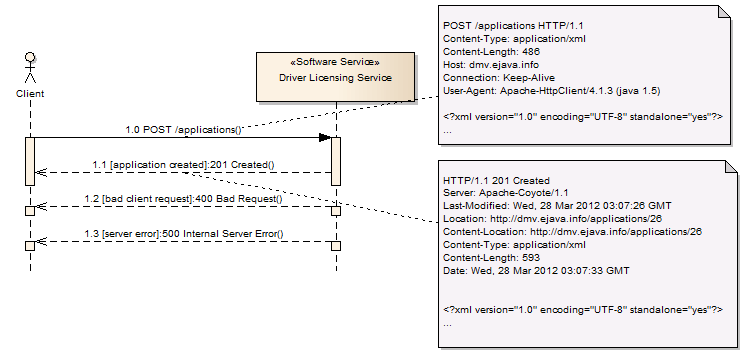 «Software Service»
Driver Licensing Service
Client
1.0 POST /applications()
1.1 [application created]:201 Created()
1.2 [bad client request]:400 Bad Request()
1.3 [server error]:500 Internal Server Error()
POST /applications HTTP/1.1
Content-Type: application/xml
Content-Length: 486
Host: dmv.ejava.info
Connection: Keep-Alive
User-Agent: Apache-HttpClient/4.1.3 (java 1.5)
<?xml version="1.0" encoding="UTF-8" standalone="yes"?>
...
HTTP/1.1 201 Created
Server: Apache-Coyote/1.1
Last-Modified: Wed, 28 Mar 2012 03:07:26 GMT
Location: http://dmv.ejava.info/applications/26
Content-Location: http://dmv.ejava.info/applications/26
Content-Type: application/xml
Content-Length: 593
Date: Wed, 28 Mar 2012 03:07:33 GMT
<?xml version="1.0" encoding="UTF-8" standalone="yes"?>
...